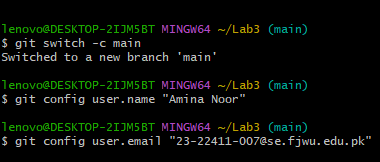 lenovo@DESKTOP-2IJM5BT MINGW64 ~/Lab3 (main)
$ git switch -c main
Switched to a new branch 'main'
lenovo@DESKTOP-2IJM5BT MINGW64 ~/Lab3 (main)
$ git config user.name "Amina Noor"
lenovo@DESKTOP-2IJM5BT MINGW64 ~/Lab3 (main)
$ git config user.email "23-22411-007@se.fjwu.edu.pk"